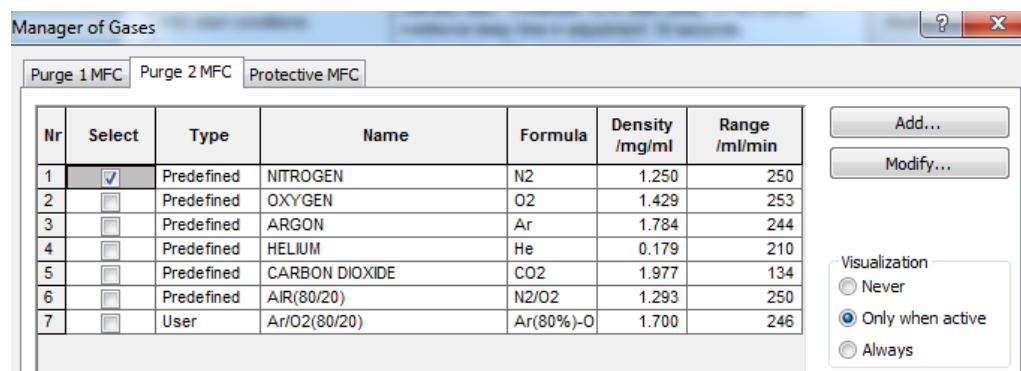 Manager of Gases
? X
Purge 1 MFC Purge 2 MFC Protective MFC
Nr Select Type Name Formula Density /mg/ml Range /ml/min
1 Predefined NITROGEN N2 1.250 250
2 Predefined OXYGEN O2 1.429 253
3 Predefined ARGON Ar 1.784 244
4 Predefined HELIUM He 0.179 210
5 Predefined CARBON DIOXIDE CO2 1.977 134
6 Predefined AIR(80/20) N2/O2 1.293 250
7 User Ar/O2(80/20) Ar(80%)-O 1.700 246
Add...
Modify...
Visualization
Never
Only when active
Always